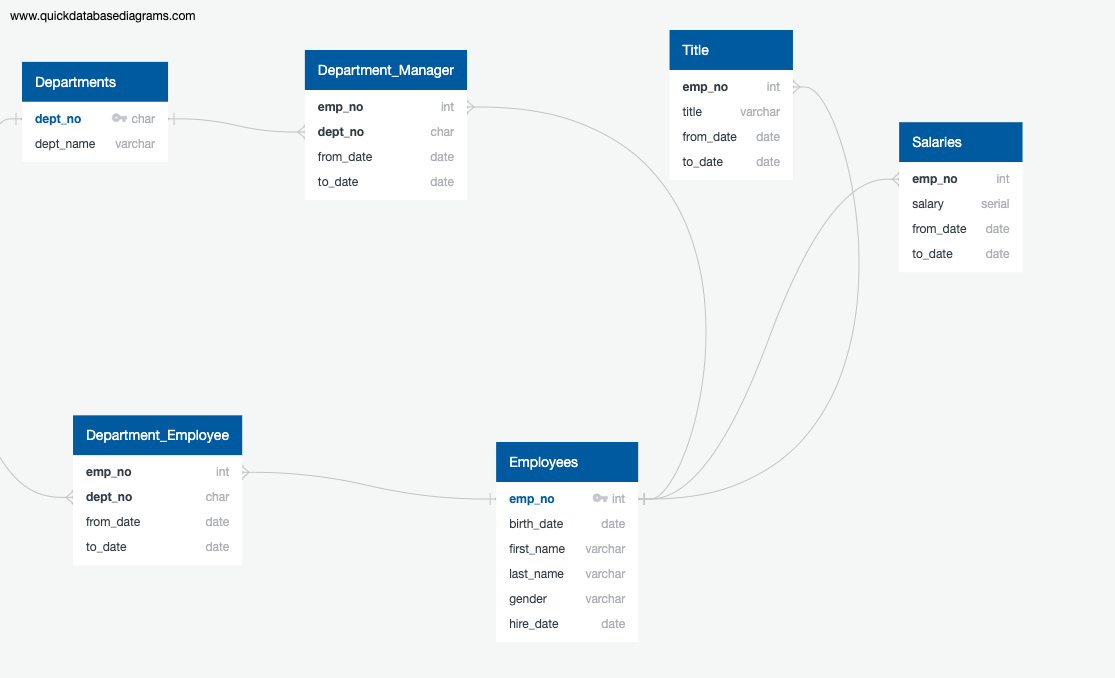 www.quickdatabasediagrams.com
Departments
dept_no char
dept_name varchar
Department_Manager
emp_no int
dept_no char
from_date date
to_date date
Title
emp_no int
title varchar
from_date date
to_date date
Salaries
emp_no int
salary serial
from_date date
to_date date
Department_Employee
emp_no int
dept_no char
from_date date
to_date date
Employees
emp_no int
birth_date date
first_name varchar
last_name varchar
gender varchar
hire_date date